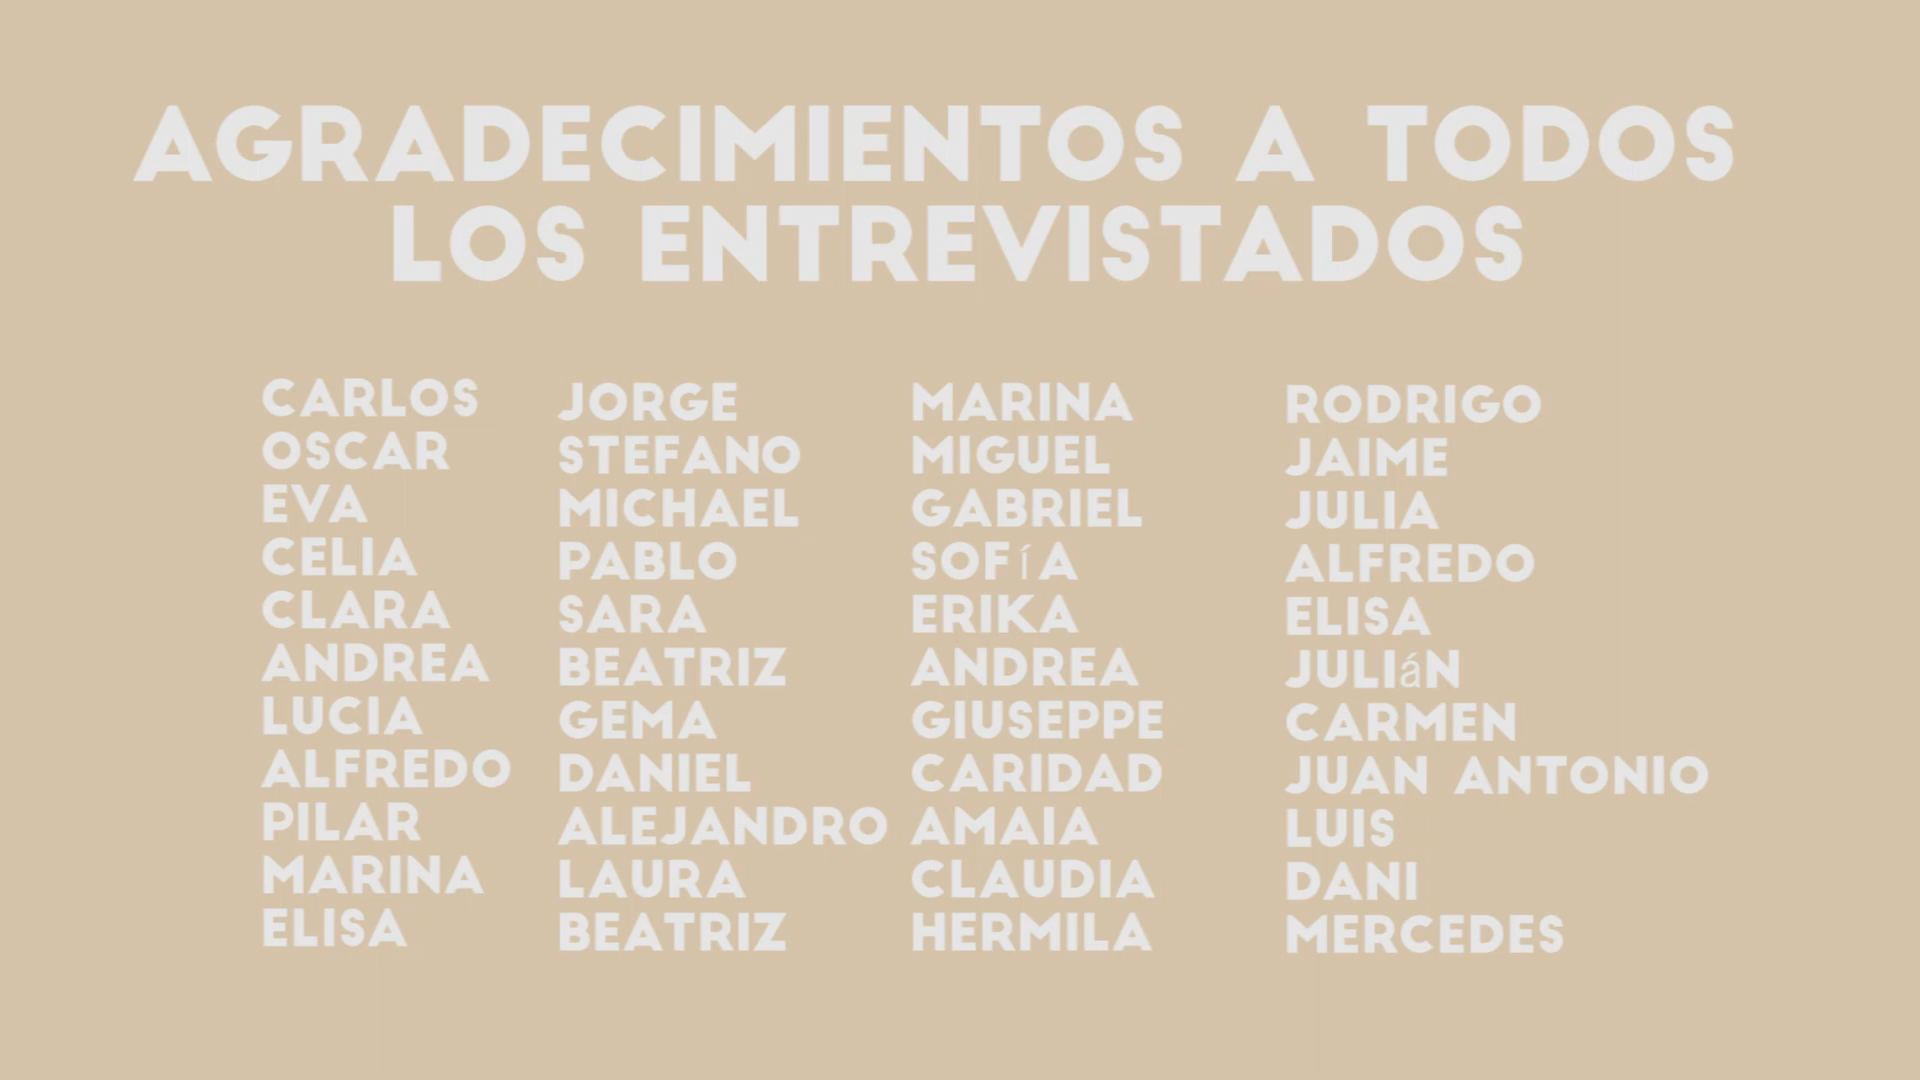 AGRADECIMIENTOS A TODOS
LOS ENTREVISTADOS
CARLOS
OSCAR
EVA
CELIA
CLARA
ANDREA
LUCIA
ALFREDO
PILAR
MARINA
ELISA
JORGE
STEFANO
MICHAEL
PABLO
SARA
BEATRIZ
GEMA
DANIEL
ALEJANDRO
LAURA
BEATRIZ
MARINA
MIGUEL
GABRIEL
SOFíA
ERIKA
ANDREA
GIUSEPPE
CARIDAD
AMAIA
CLAUDIA
HERMILA
RODRIGO
JAIME
JULIA
ALFREDO
ELISA
JULIáN
CARMEN
JUAN ANTONIO
LUIS
DANI
MERCEDES